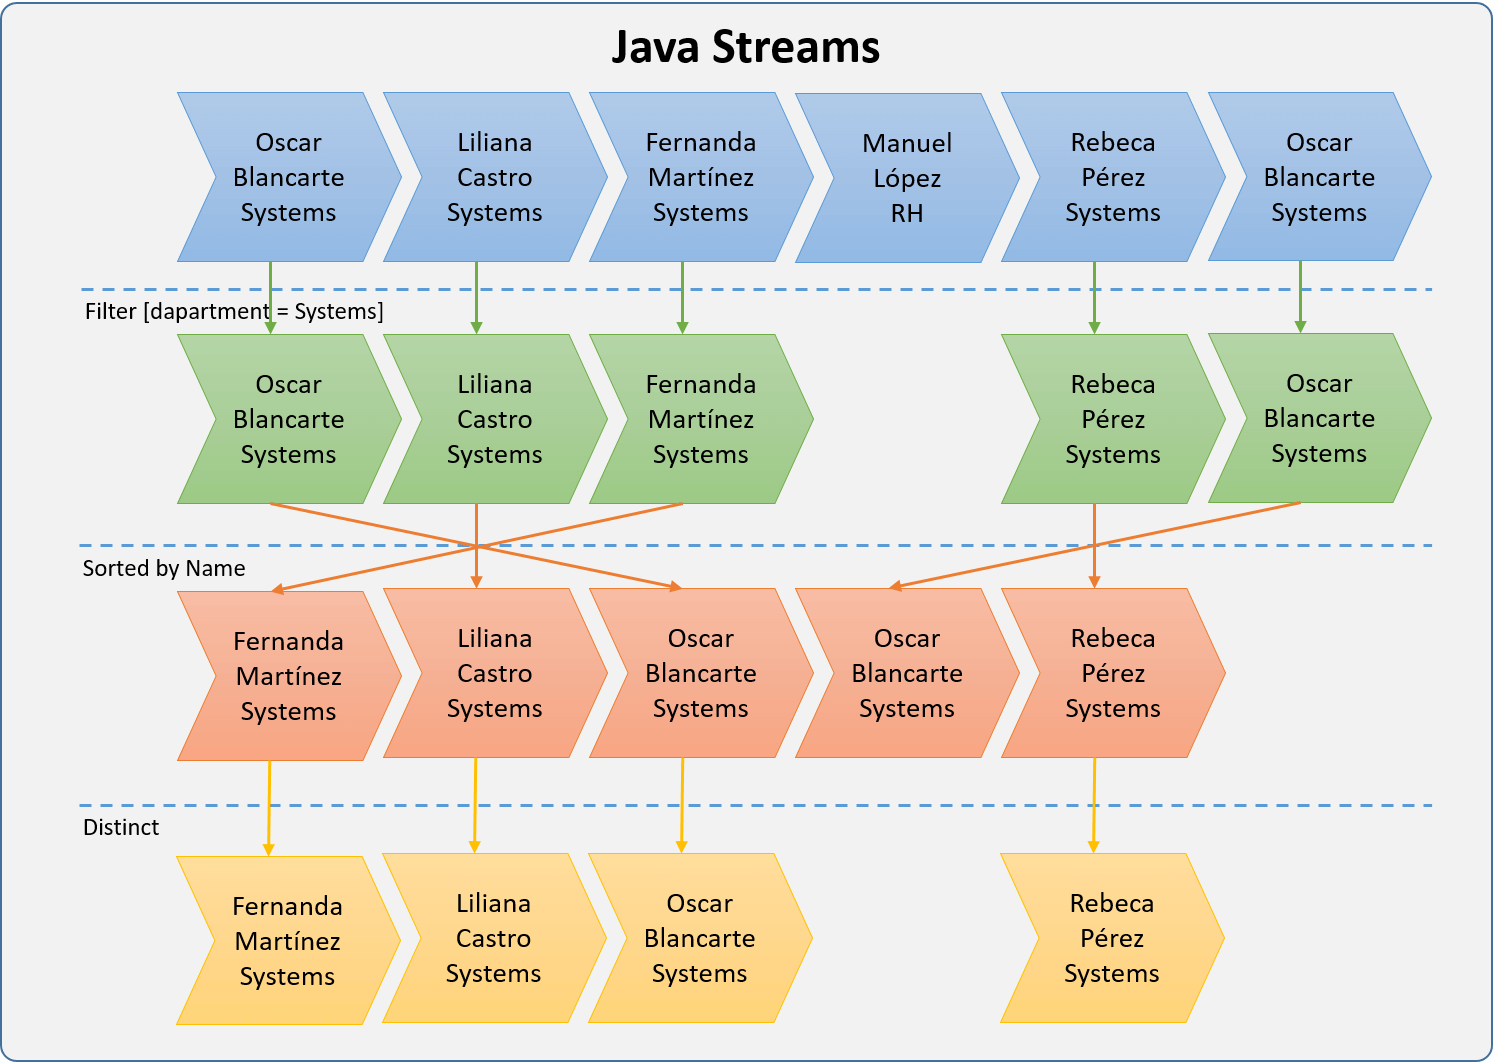 Java Streams
Oscar
Blancarte
Systems
Liliana
Castro
Systems
Fernanda
Martínez
Systems
Manuel
López
RH
Rebeca
Pérez
Systems
Oscar
Blancarte
Systems
Filter [dapartment = Systems]
Oscar
Blancarte
Systems
Liliana
Castro
Systems
Fernanda
Martínez
Systems
Rebeca
Pérez
Systems
Oscar
Blancarte
Systems
Sorted by Name
Fernanda
Martínez
Systems
Liliana
Castro
Systems
Oscar
Blancarte
Systems
Oscar
Blancarte
Systems
Rebeca
Pérez
Systems
Distinct
Fernanda
Martínez
Systems
Liliana
Castro
Systems
Oscar
Blancarte
Systems
Rebeca
Pérez
Systems